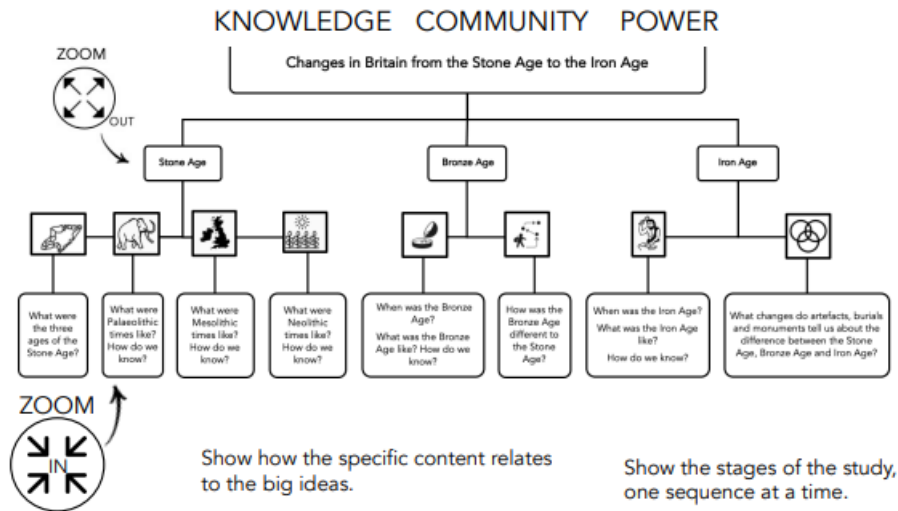 KNOWLEDGE COMMUNITY POWER
ZOOM
OUT
Changes in Britain from the Stone Age to the Iron Age
Stone Age
Bronze Age
Iron Age
What were
the three
ages of the
Stone Age?
What were
Palaeolithic
times like?
How do we
know?
What were
Mesolithic
times like?
How do we
know?
What were
Neolithic
times like?
How do we
know?
When was the Bronze
Age?
What was the Bronze
Age like? How do we
know?
How was the
Bronze Age
different to
the Stone
Age?
When was the Iron Age?
What was the Iron Age
like?
How do we know?
What changes do artefacts, burials
and monuments tell us about the
difference between the Stone
Age, Bronze Age and Iron Age?
ZOOM
IN
Show how the specific content relates
to the big ideas.
Show the stages of the study,
one sequence at a time.